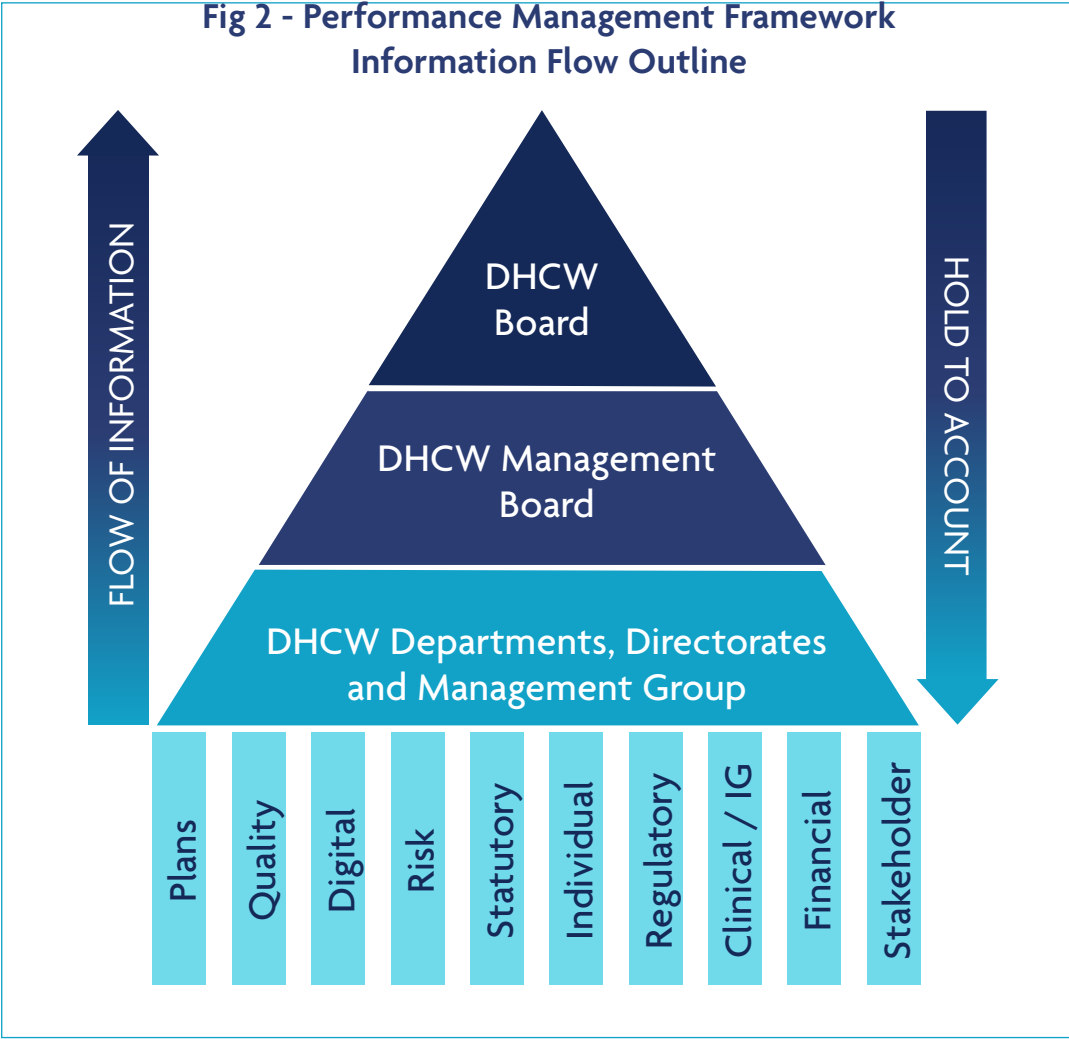 Fig 2 - Performance Management Framework
Information Flow Outline
FLOW OF INFORMATION
DHCW
Board
DHCW Management
Board
DHCW Departments, Directorates
and Management Group
HOLD TO ACCOUNT
Plans
Quality
Digital
Risk
Statutory
Individual
Regulatory
Clinical / IG
Financial
Stakeholder